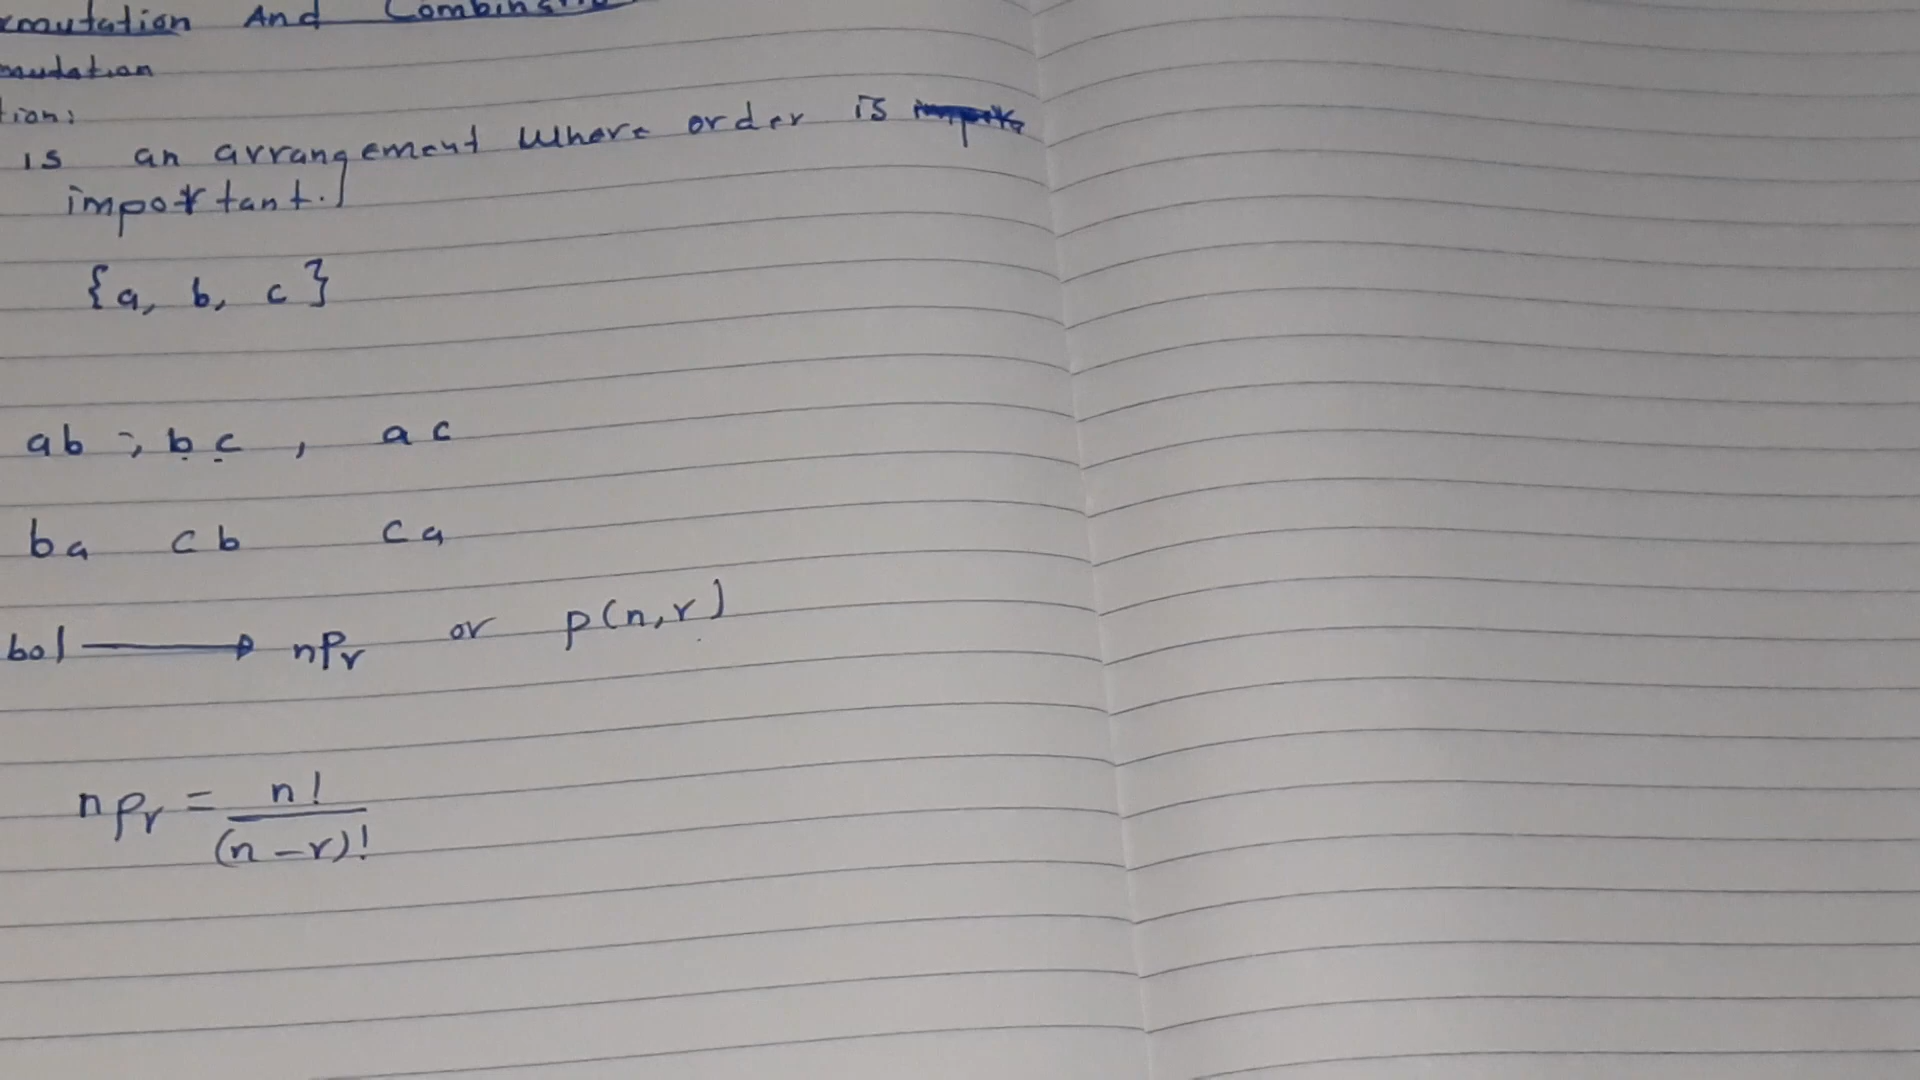 And
is an arrangement where order is
important.
{a, b, c}
ab, bc, ac
ba cb ca
bol → nPr or P(n,r)
nPr = n!
(n-r)!